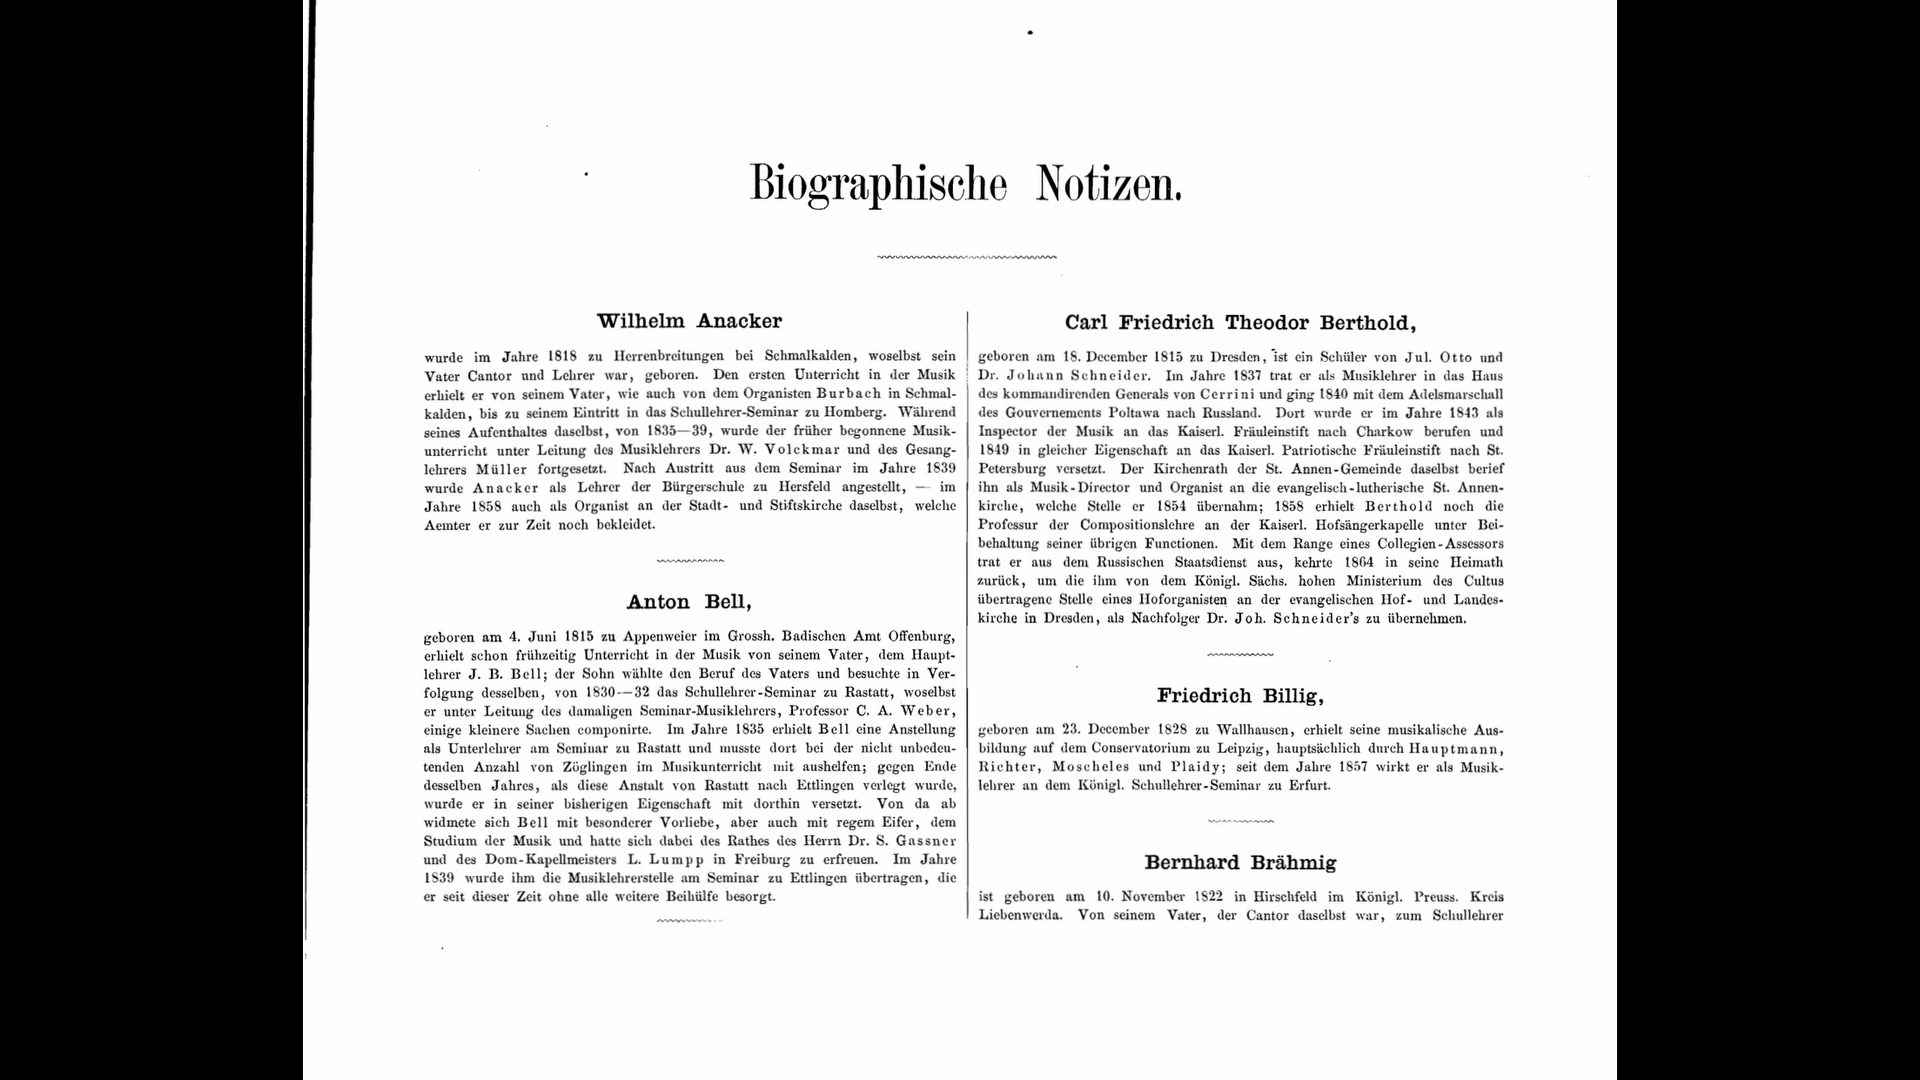 Biographische Notizen.
Wilhelm Anacker
wurde im Jahre 1818 zu Herrenbreitungen bei Schmalkalden, woselbst sein
Vater Cantor und Lehrer war, geboren. Den ersten Unterricht in der Musik
erhielt er von seinem Vater, wie auch von dem Organisten Burbach in Schmal-
kalden, bis zu seinem Eintritt in das Schullehrer-Seminar zu Homberg. Während
seines Aufenthaltes daselbst, von 1835—39, wurde der früher begonnene Musik-
unterricht unter Leitung des Musiklehrers Dr. W. Volckmar und des Gesang-
lehrers Müller fortgesetzt. Nach Austritt aus dem Seminar im Jahre 1839
wurde Anacker als Lehrer der Bürgerschule zu Hersfeld angestellt, — im
Jahre 1858 auch als Organist an der Stadt- und Stiftskirche daselbst, welche
Aemter er zur Zeit noch bekleidet.
Anton Bell,
geboren am 4. Juni 1815 zu Appenweier im Grossh. Badischen Amt Offenburg,
erhielt schon frühzeitig Unterricht in der Musik von seinem Vater, dem Haupt-
lehrer J. B. Bell; der Sohn wählte den Beruf des Vaters und besuchte in Ver-
folgung desselben, von 1830—32 das Schullehrer-Seminar zu Rastatt, woselbst
er unter Leitung des damaligen Seminar-Musiklehrers, Professor C. A. Weber,
einige kleinere Sachen componirte. Im Jahre 1835 erhielt Bell eine Anstellung
als Unterlehrer am Seminar zu Rastatt und musste dort bei der nicht unbedeu-
tenden Anzahl von Zöglingen im Musikunterricht mit aushelfen; gegen Ende
desselben Jahres, als diese Anstalt von Rastatt nach Ettlingen verlegt wurde,
wurde er in seiner bisherigen Eigenschaft mit dorthin versetzt. Von da ab
widmete sich Bell mit besonderer Vorliebe, aber auch mit regem Eifer, dem
Studium der Musik und hatte sich dabei des Rathes des Herrn Dr. S. Gassner
und des Dom-Kapellmeisters L. Lumpp in Freiburg zu erfreuen. Im Jahre
1839 wurde ihm die Musiklehrerstelle am Seminar zu Ettlingen übertragen, die
er seit dieser Zeit ohne alle weitere Beihülfe besorgt.
Carl Friedrich Theodor Berthold,
geboren am 18. December 1815 zu Dresden, ist ein Schüler von Jul. Otto und
Dr. Johann Schneider. Im Jahre 1837 trat er als Musiklehrer in das Haus
des kommandirenden Generals von Cerrini und ging 1840 mit dem Adelsmarschall
des Gouvernements Poltawa nach Russland. Dort wurde er im Jahre 1843 als
Inspector der Musik an das Kaiserl. Fräuleinstift nach Charkow berufen und
1849 in gleicher Eigenschaft an das Kaiserl. Patriotische Fräuleinstift nach St.
Petersburg versetzt. Der Kirchenrath der St. Annen-Gemeinde daselbst berief
ihn als Musik-Director und Organist an die evangelisch-lutherische St. Annen-
kirche, welche Stelle er 1854 übernahm; 1858 erhielt Berthold noch die
Professur der Compositionslehre an der Kaiserl. Hofsängerkapelle unter Bei-
behaltung seiner übrigen Functionen. Mit dem Range eines Collegien-Assessors
trat er aus dem Russischen Staatsdienst aus, kehrte 1864 in seine Heimath
zurück, um die ihm von dem Königl. Sächs. hohen Ministerium des Cultus
übertragene Stelle eines Hoforganisten an der evangelischen Hof- und Landes-
kirche in Dresden, als Nachfolger Dr. Joh. Schneider's zu übernehmen.
Friedrich Billig,
geboren am 23. December 1828 zu Wallhausen, erhielt seine musikalische Aus-
bildung auf dem Conservatorium zu Leipzig, hauptsächlich durch Hauptmann,
Richter, Moscheles und Plaidy; seit dem Jahre 1857 wirkt er als Musik-
lehrer an dem Königl. Schullehrer-Seminar zu Erfurt.
Bernhard Brähmig
ist geboren am 10. November 1822 in Hirschfeld im Königl. Preuss. Kreis
Liebenwerda. Von seinem Vater, der Cantor daselbst war, zum Schullehrer